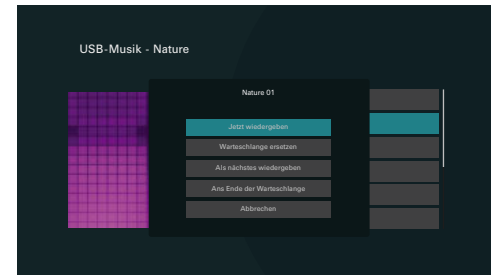 USB-Musik - Nature
Nature 01
Jetzt wiedergeben
Warteschlange ersetzen
Als nächstes wiedergeben
Ans Ende der Warteschlange
Abbrechen